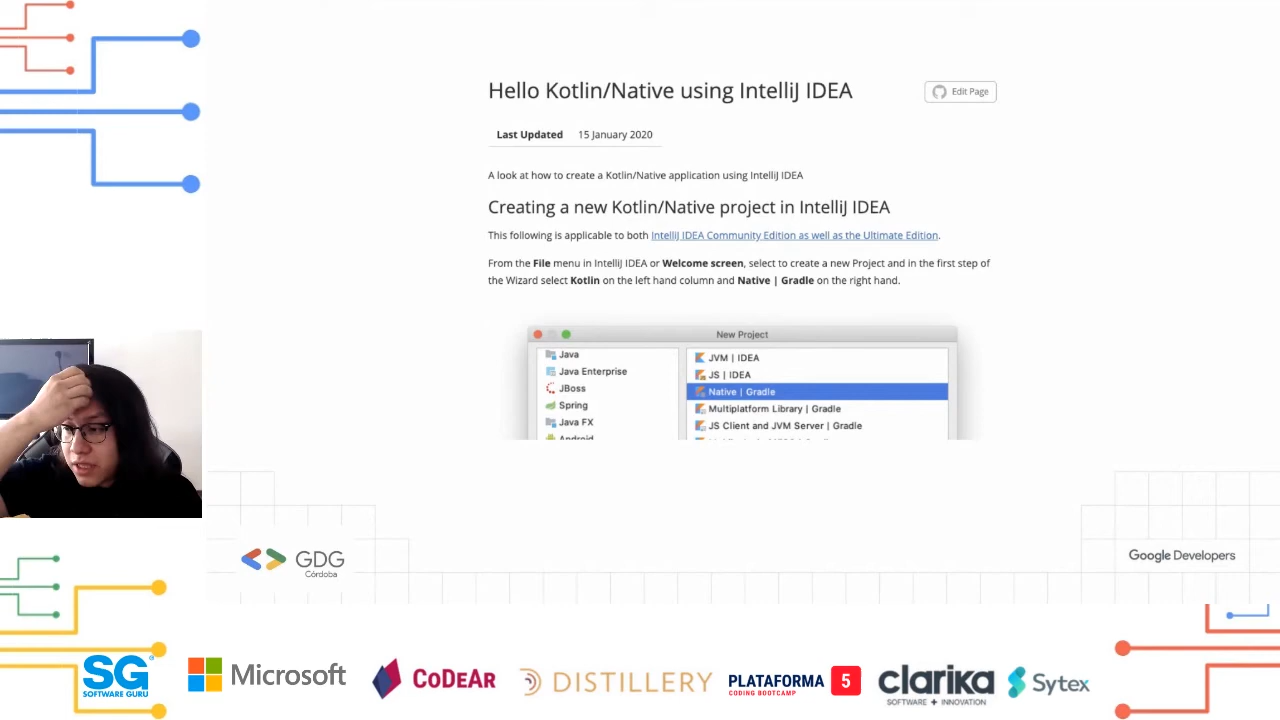 Hello Kotlin/Native using IntelliJ IDEA
Edit Page
Last Updated 15 January 2020
A look at how to create a Kotlin/Native application using IntelliJ IDEA
Creating a new Kotlin/Native project in IntelliJ IDEA
This following is applicable to both IntelliJ IDEA Community Edition as well as the Ultimate Edition.
From the File menu in IntelliJ IDEA or Welcome screen, select to create a new Project and in the first step of
the Wizard select Kotlin on the left hand column and Native | Gradle on the right hand.
New Project
Java
Java Enterprise
JBoss
Spring
Java FX
Android
JVM | IDEA
JS | IDEA
Native | Gradle
Multiplatform Library | Gradle
JS Client and JVM Server | Gradle
GDG
Córdoba
Google Developers
SG
SOFTWARE GURU
Microsoft
CoDeAr
DISTILLERY
PLATAFORMA 5
CODING BOOTCAMP
clarika
SOFTWARE + INNOVATION
Sytex